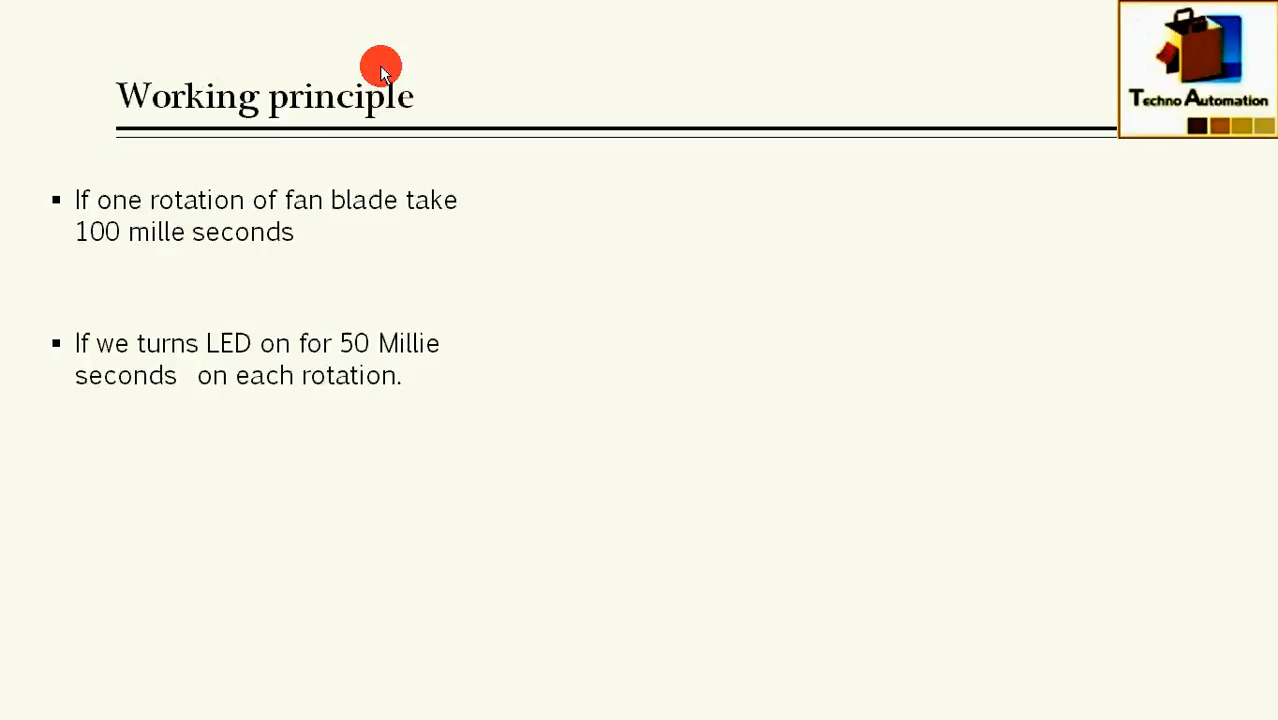 Working principle
Techno Automation
▪ If one rotation of fan blade take
100 mille seconds
▪ If we turns LED on for 50 Millie
seconds on each rotation.